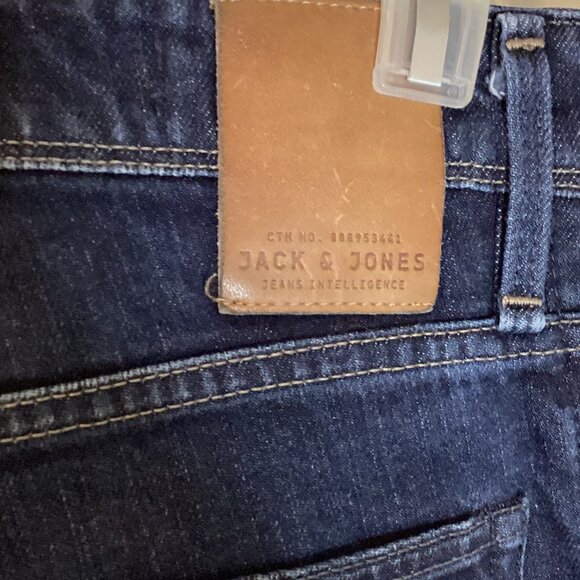 CTM NO. 888953441
JACK & JONES
JEANS INTELLIGENCE